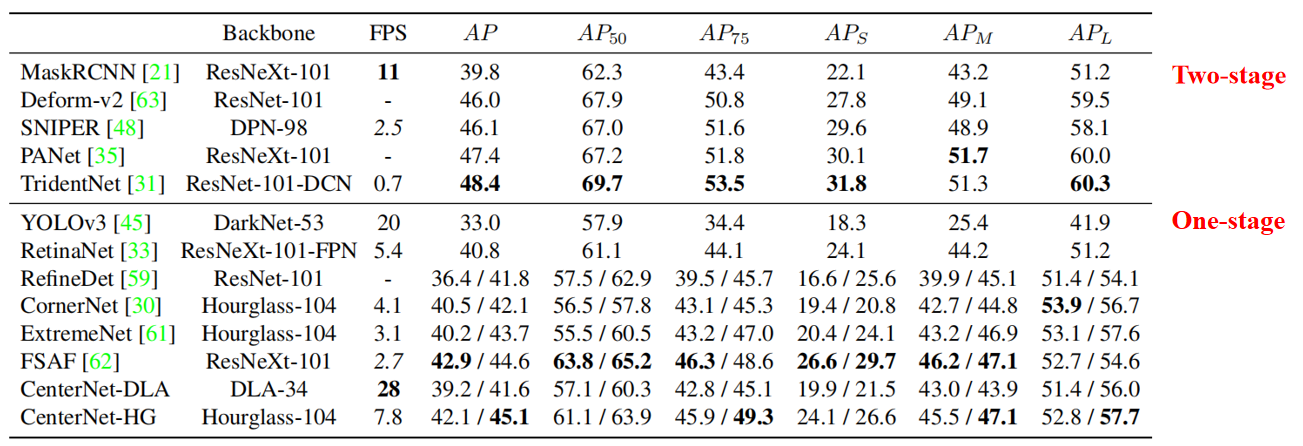 Backbone FPS AP AP50 AP75 APS APM APL
MaskRCNN [21] ResNeXt-101 11 39.8 62.3 43.4 22.1 43.2 51.2 Two-stage
Deform-v2 [63] ResNet-101 - 46.0 67.9 50.8 27.8 49.1 59.5
SNIPER [48] DPN-98 2.5 46.1 67.0 51.6 29.6 48.9 58.1
PANet [35] ResNeXt-101 - 47.4 67.2 51.8 30.1 51.7 60.0
TridentNet [31] ResNet-101-DCN 0.7 48.4 69.7 53.5 31.8 51.3 60.3
YOLOv3 [45] DarkNet-53 20 33.0 57.9 34.4 18.3 25.4 41.9 One-stage
RetinaNet [33] ResNeXt-101-FPN 5.4 40.8 61.1 44.1 24.1 44.2 51.2
RefineDet [59] ResNet-101 - 36.4 / 41.8 57.5 / 62.9 39.5 / 45.7 16.6 / 25.6 39.9 / 45.1 51.4 / 54.1
CornerNet [30] Hourglass-104 4.1 40.5 / 42.1 56.5 / 57.8 43.1 / 45.3 19.4 / 20.8 42.7 / 44.8 53.9 / 56.7
ExtremeNet [61] Hourglass-104 3.1 40.2 / 43.7 55.5 / 60.5 43.2 / 47.0 20.4 / 24.1 43.2 / 46.9 53.1 / 57.6
FSAF [62] ResNeXt-101 2.7 42.9 / 44.6 63.8 / 65.2 46.3 / 48.6 26.6 / 29.7 46.2 / 47.1 52.7 / 54.6
CenterNet-DLA DLA-34 28 39.2 / 41.6 57.1 / 60.3 42.8 / 45.1 19.9 / 21.5 43.0 / 43.9 51.4 / 56.0
CenterNet-HG Hourglass-104 7.8 42.1 / 45.1 61.1 / 63.9 45.9 / 49.3 24.1 / 26.6 45.5 / 47.1 52.8 / 57.7